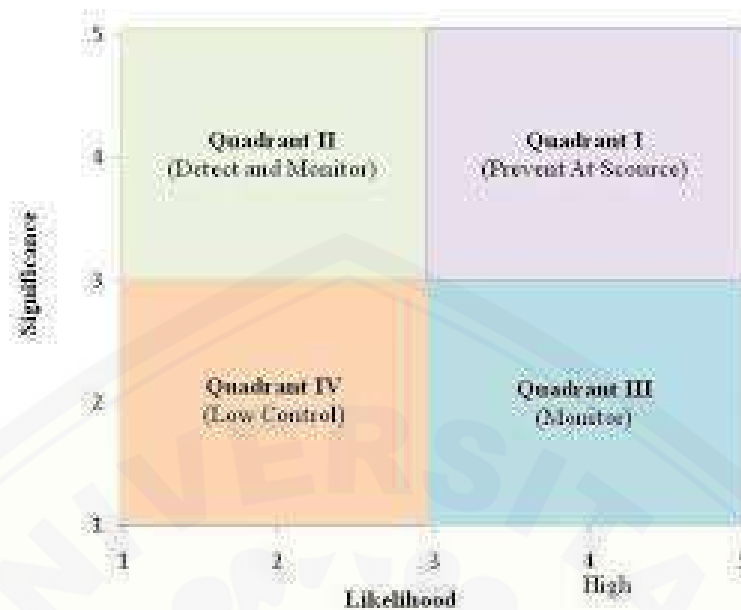 5
Quadrant II
(Detect and Monitor)
Quadrant I
(Prevent At Scource)
4
Significance
3
Quadrant IV
(Low Control)
Quadrant III
(Monitor)
2
1
1 2 3 4 5
High
Likelihood
NIVERSITA